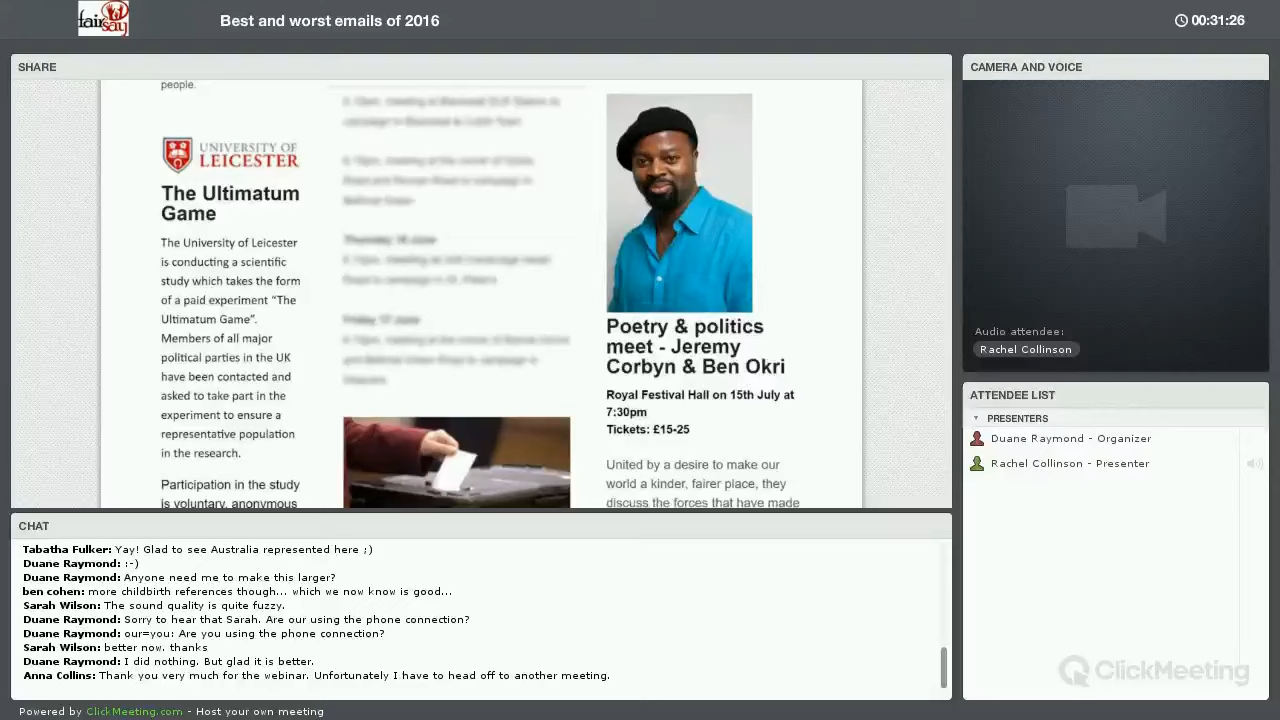 fair
say
Best and worst emails of 2016
00:31:26
SHARE
people.
UNIVERSITY OF
LEICESTER
The Ultimatum
Game
The University of Leicester
is conducting a scientific
study which takes the form
of a paid experiment “The
Ultimatum Game”.
Members of all major
political parties in the UK
have been contacted and
asked to take part in the
experiment to ensure a
representative population
in the research.
Participation in the study
is voluntary, anonymous
Thursday 16 June
Friday 17 June
Poetry & politics
meet - Jeremy
Corbyn & Ben Okri
Royal Festival Hall on 15th July at
7:30pm
Tickets: £15-25
United by a desire to make our
world a kinder, fairer place, they
discuss the forces that have made
CAMERA AND VOICE
Audio attendee:
Rachel Collinson
ATTENDEE LIST
PRESENTERS
Duane Raymond - Organizer
Rachel Collinson - Presenter
ClickMeeting
CHAT
Tabatha Fulker: Yay! Glad to see Australia represented here ;)
Duane Raymond: :-)
Duane Raymond: Anyone need me to make this larger?
ben cohen: more childbirth references though... which we now know is good...
Sarah Wilson: The sound quality is quite fuzzy.
Duane Raymond: Sorry to hear that Sarah. Are our using the phone connection?
Duane Raymond: our=you: Are you using the phone connection?
Sarah Wilson: better now. thanks
Duane Raymond: I did nothing. But glad it is better.
Anna Collins: Thank you very much for the webinar. Unfortunately I have to head off to another meeting.
Powered by ClickMeeting.com - Host your own meeting